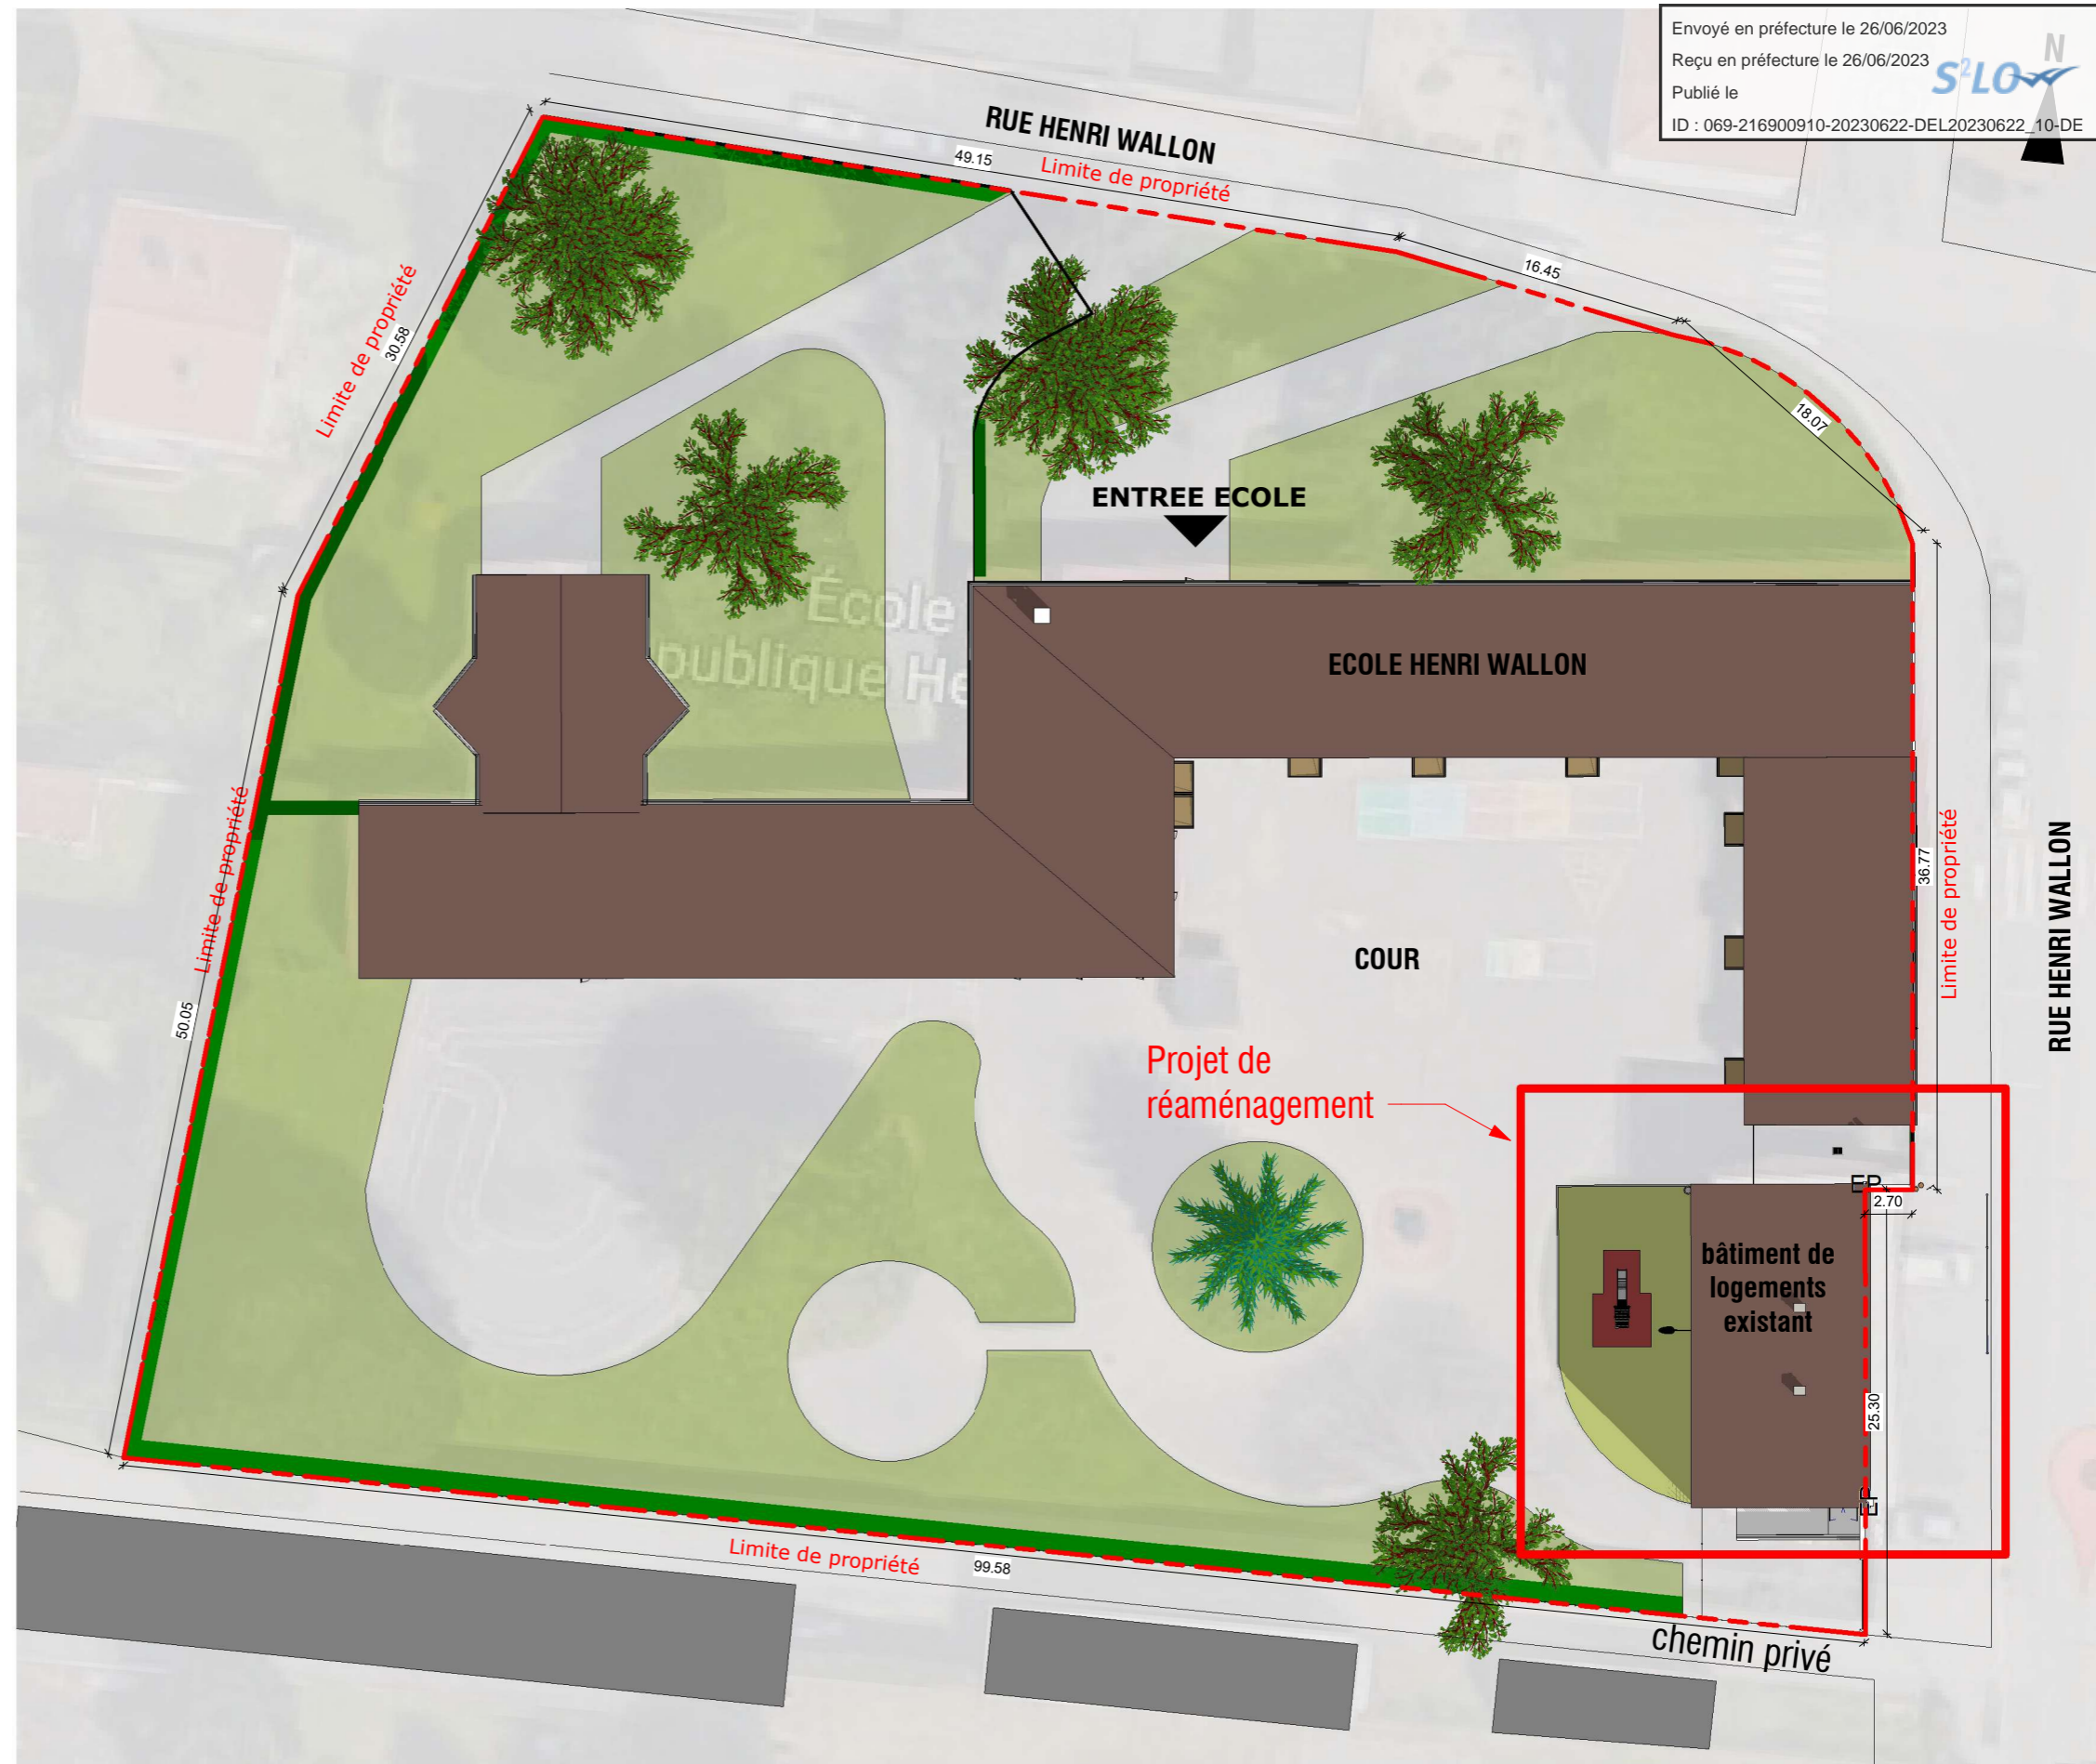 Envoyé en préfecture le 26/06/2023
Reçu en préfecture le 26/06/2023
Publié le
ID : 069-216900910-20230622-DEL20230622_10-DE
S²LO
N
RUE HENRI WALLON
49.15
Limite de propriété
16.45
18.07
Limite de propriété
30.58
ENTREE ECOLE
École
publique He
ECOLE HENRI WALLON
Limite de propriété
50.05
36.77
Limite de propriété
RUE HENRI WALLON
COUR
Projet de
réaménagement
EP
2.70
bâtiment de
logements
existant
25.30
EP
Limite de propriété
99.58
chemin privé